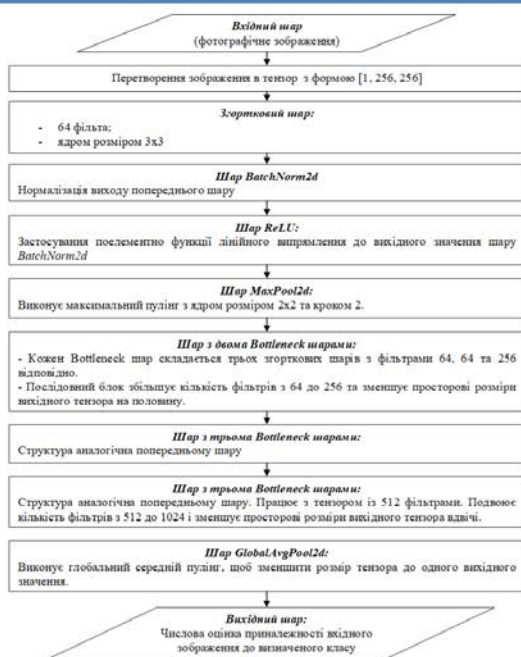 Вхідний шар
(фотографічне зображення)
Перетворення зображення в тензор з формою [1, 256, 256]
Згортковий шар:
- 64 фільта;
- ядром розміром 3x3
Шар BatchNorm2d
Нормалізація виходу попереднього шару
Шар ReLU:
Застосування поелементно функції лінійного випрямлення до вихідного значення шару
BatchNorm2d
Шар MaxPool2d:
Виконує максимальний пулінг з ядром розміром 2x2 та кроком 2.
Шар з двома Bottleneck шарами:
- Кожен Bottleneck шар складається трьох згорткових шарів з фільтрами 64, 64 та 256
відповідно.
- Послідовний блок збільшує кількість фільтрів з 64 до 256 та зменшує просторові розміри
вихідного тензора на половину.
Шар з трьома Bottleneck шарами:
Структура аналогічна попередньому шару
Шар з трьома Bottleneck шарами:
Структура аналогічна попередньому шару. Працює з тензором із 512 фільтрами. Подвоює
кількість фільтрів з 512 до 1024 і зменшує просторові розміри вихідного тензора вдвічі.
Шар GlobalAvgPool2d:
Виконує глобальний середній пулінг, щоб зменшити розмір тензора до одного вихідного
значення.
Вихідний шар:
Числова оцінка приналежності вхідного
зображення до визначеного класу